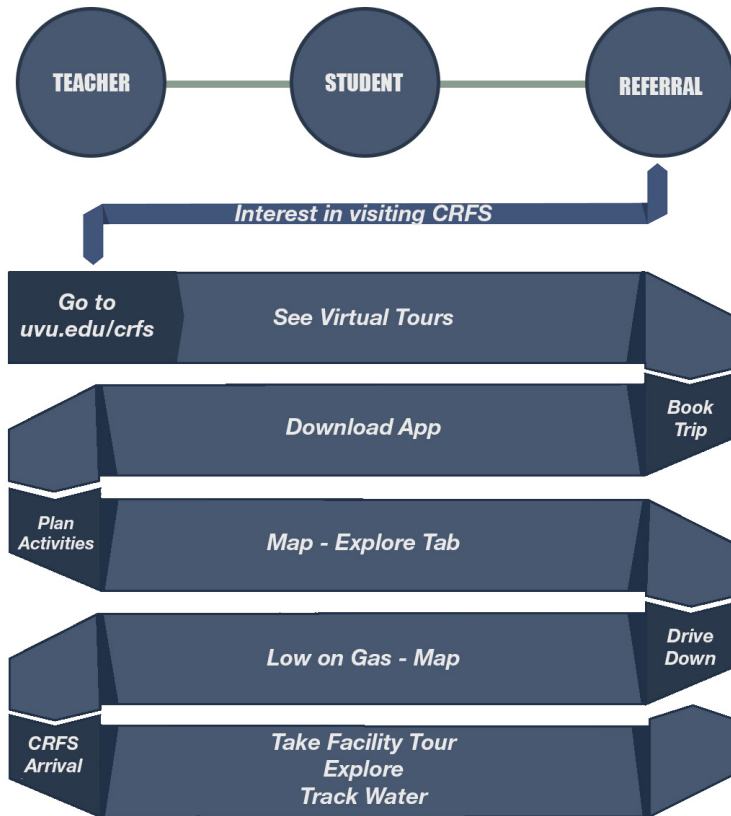 TEACHER
STUDENT
REFERRAL
Interest in visiting CRFS
Go to
uvu.edu/crfs
See Virtual Tours
Book
Trip
Download App
Plan
Activities
Map - Explore Tab
Drive
Down
Low on Gas - Map
CRFS
Arrival
Take Facility Tour
Explore
Track Water